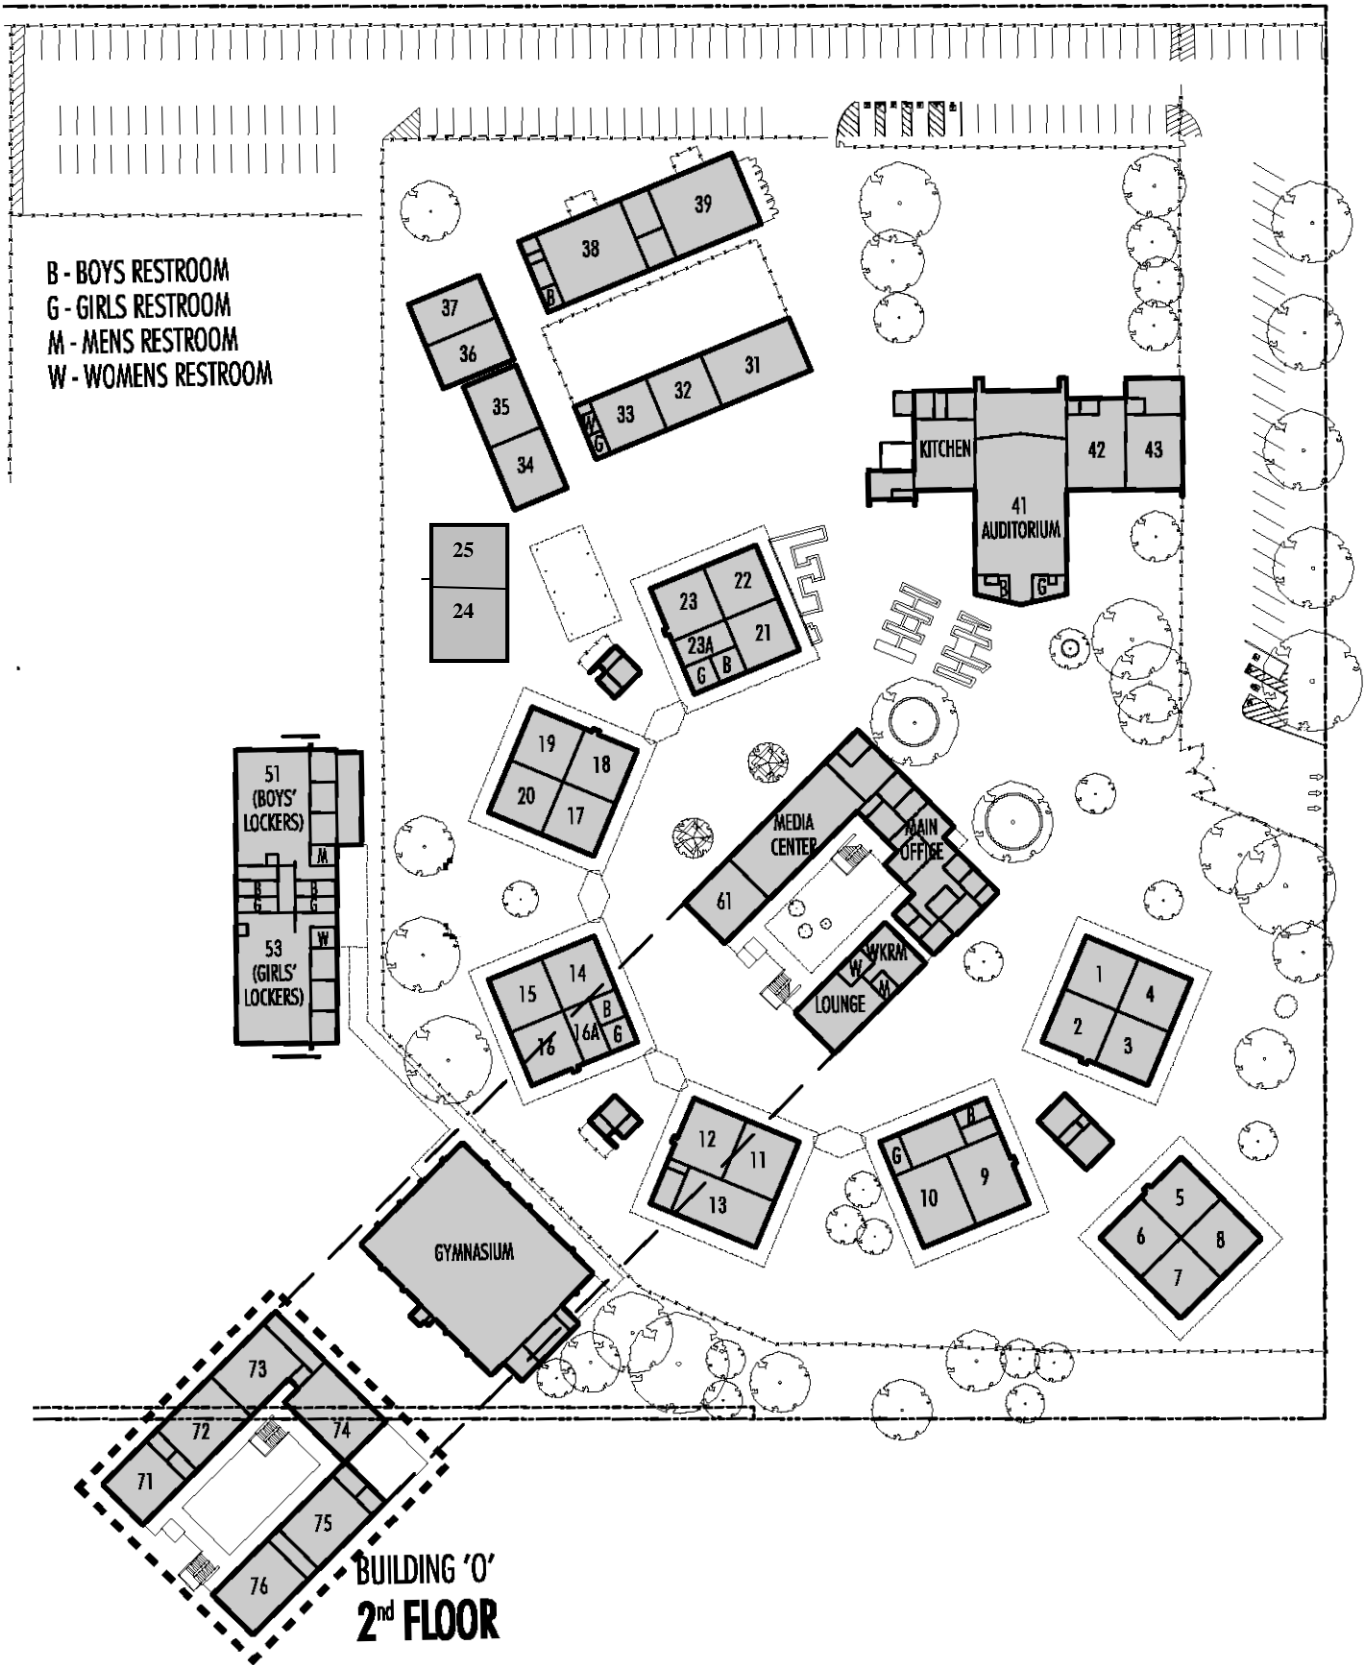 B - BOYS RESTROOM
G - GIRLS RESTROOM
M - MENS RESTROOM
W - WOMENS RESTROOM
39
38
B
37
36
35
34
31
32
33
W
G
KITCHEN
42
43
41
AUDITORIUM
B
G
25
24
22
23
21
23A
G
B
19
18
20
17
51
(BOYS'
LOCKERS)
M
B
B
G
G
53
(GIRLS'
LOCKERS)
W
MEDIA
CENTER
MAIN
OFFICE
61
WKRM
W
M
LOUNGE
14
15
16
16A
B
G
1
4
2
3
12
11
13
B
G
9
10
5
6
8
7
GYMNASIUM
73
72
74
71
75
76
BUILDING 'O'
2nd FLOOR